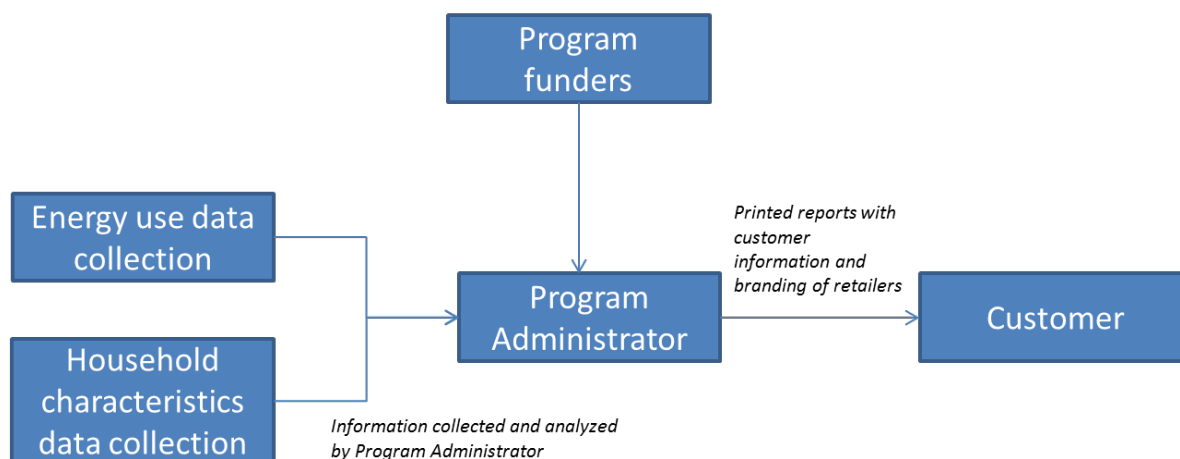 Program
funders
Energy use data
collection
Printed reports with
customer
information and
branding of retailers
Program
Administrator
Customer
Household
characteristics
data collection
Information collected and analyzed
by Program Administrator